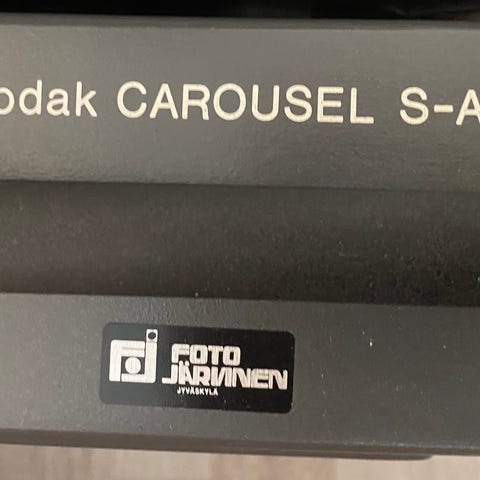 odak CAROUSEL S-A
FOTO
JÄRVINEN
JYVÄSKYLÄ